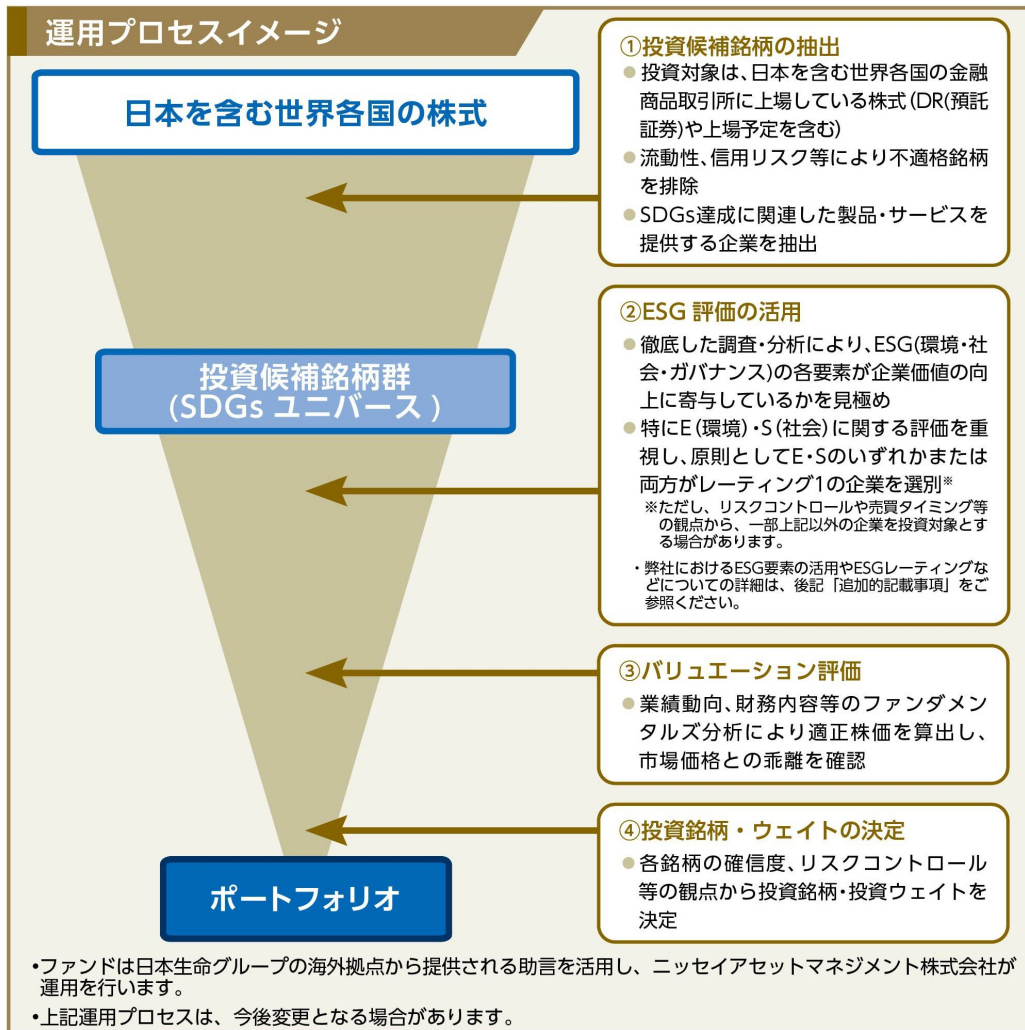 運用プロセスイメージ
日本を含む世界各国の株式
①投資候補銘柄の抽出
●投資対象は、日本を含む世界各国の金融
商品取引所に上場している株式(DR(預託
証券)や上場予定を含む)
●流動性、信用リスク等により不適格銘柄
を排除
●SDGs達成に関連した製品・サービスを
提供する企業を抽出
投資候補銘柄群
(SDGs ユニバース )
②ESG 評価の活用
●徹底した調査・分析により、ESG(環境・社
会・ガバナンス)の各要素が企業価値の向
上に寄与しているかを見極め
●特にE(環境)・S(社会)に関する評価を重
視し、原則としてE・Sのいずれかまたは
両方がレーティング1の企業を選別※
※ただし、リスクコントロールや売買タイミング等
の観点から、一部上記以外の企業を投資対象とす
る場合があります。
・弊社におけるESG要素の活用やESGレーティングな
どについての詳細は、後記「追加的記載事項」をご
参照ください。
③バリュエーション評価
●業績動向、財務内容等のファンダメン
タルズ分析により適正株価を算出し、
市場価格との乖離を確認
④投資銘柄・ウェイトの決定
●各銘柄の確信度、リスクコントロール
等の観点から投資銘柄・投資ウェイトを
決定
ポートフォリオ
•ファンドは日本生命グループの海外拠点から提供される助言を活用し、ニッセイアセットマネジメント株式会社が
運用を行います。
•上記運用プロセスは、今後変更となる場合があります。